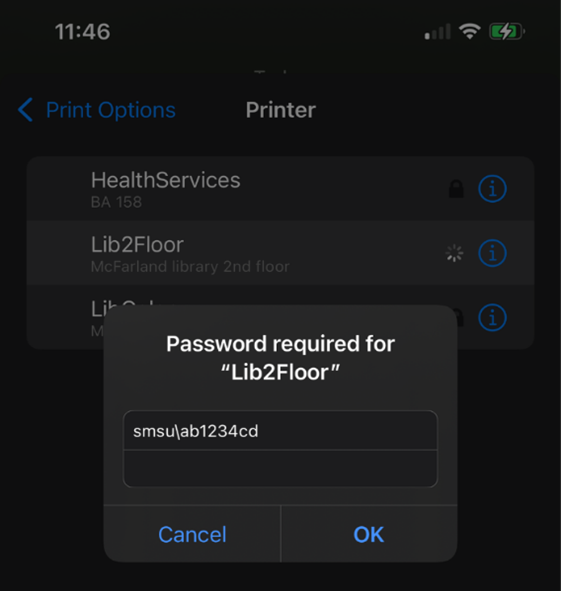 11:46
Print Options
Printer
HealthServices
BA 158
Lib2Floor
McFarland library 2nd floor
Password required for
“Lib2Floor”
smsu\ab1234cd
Cancel
OK